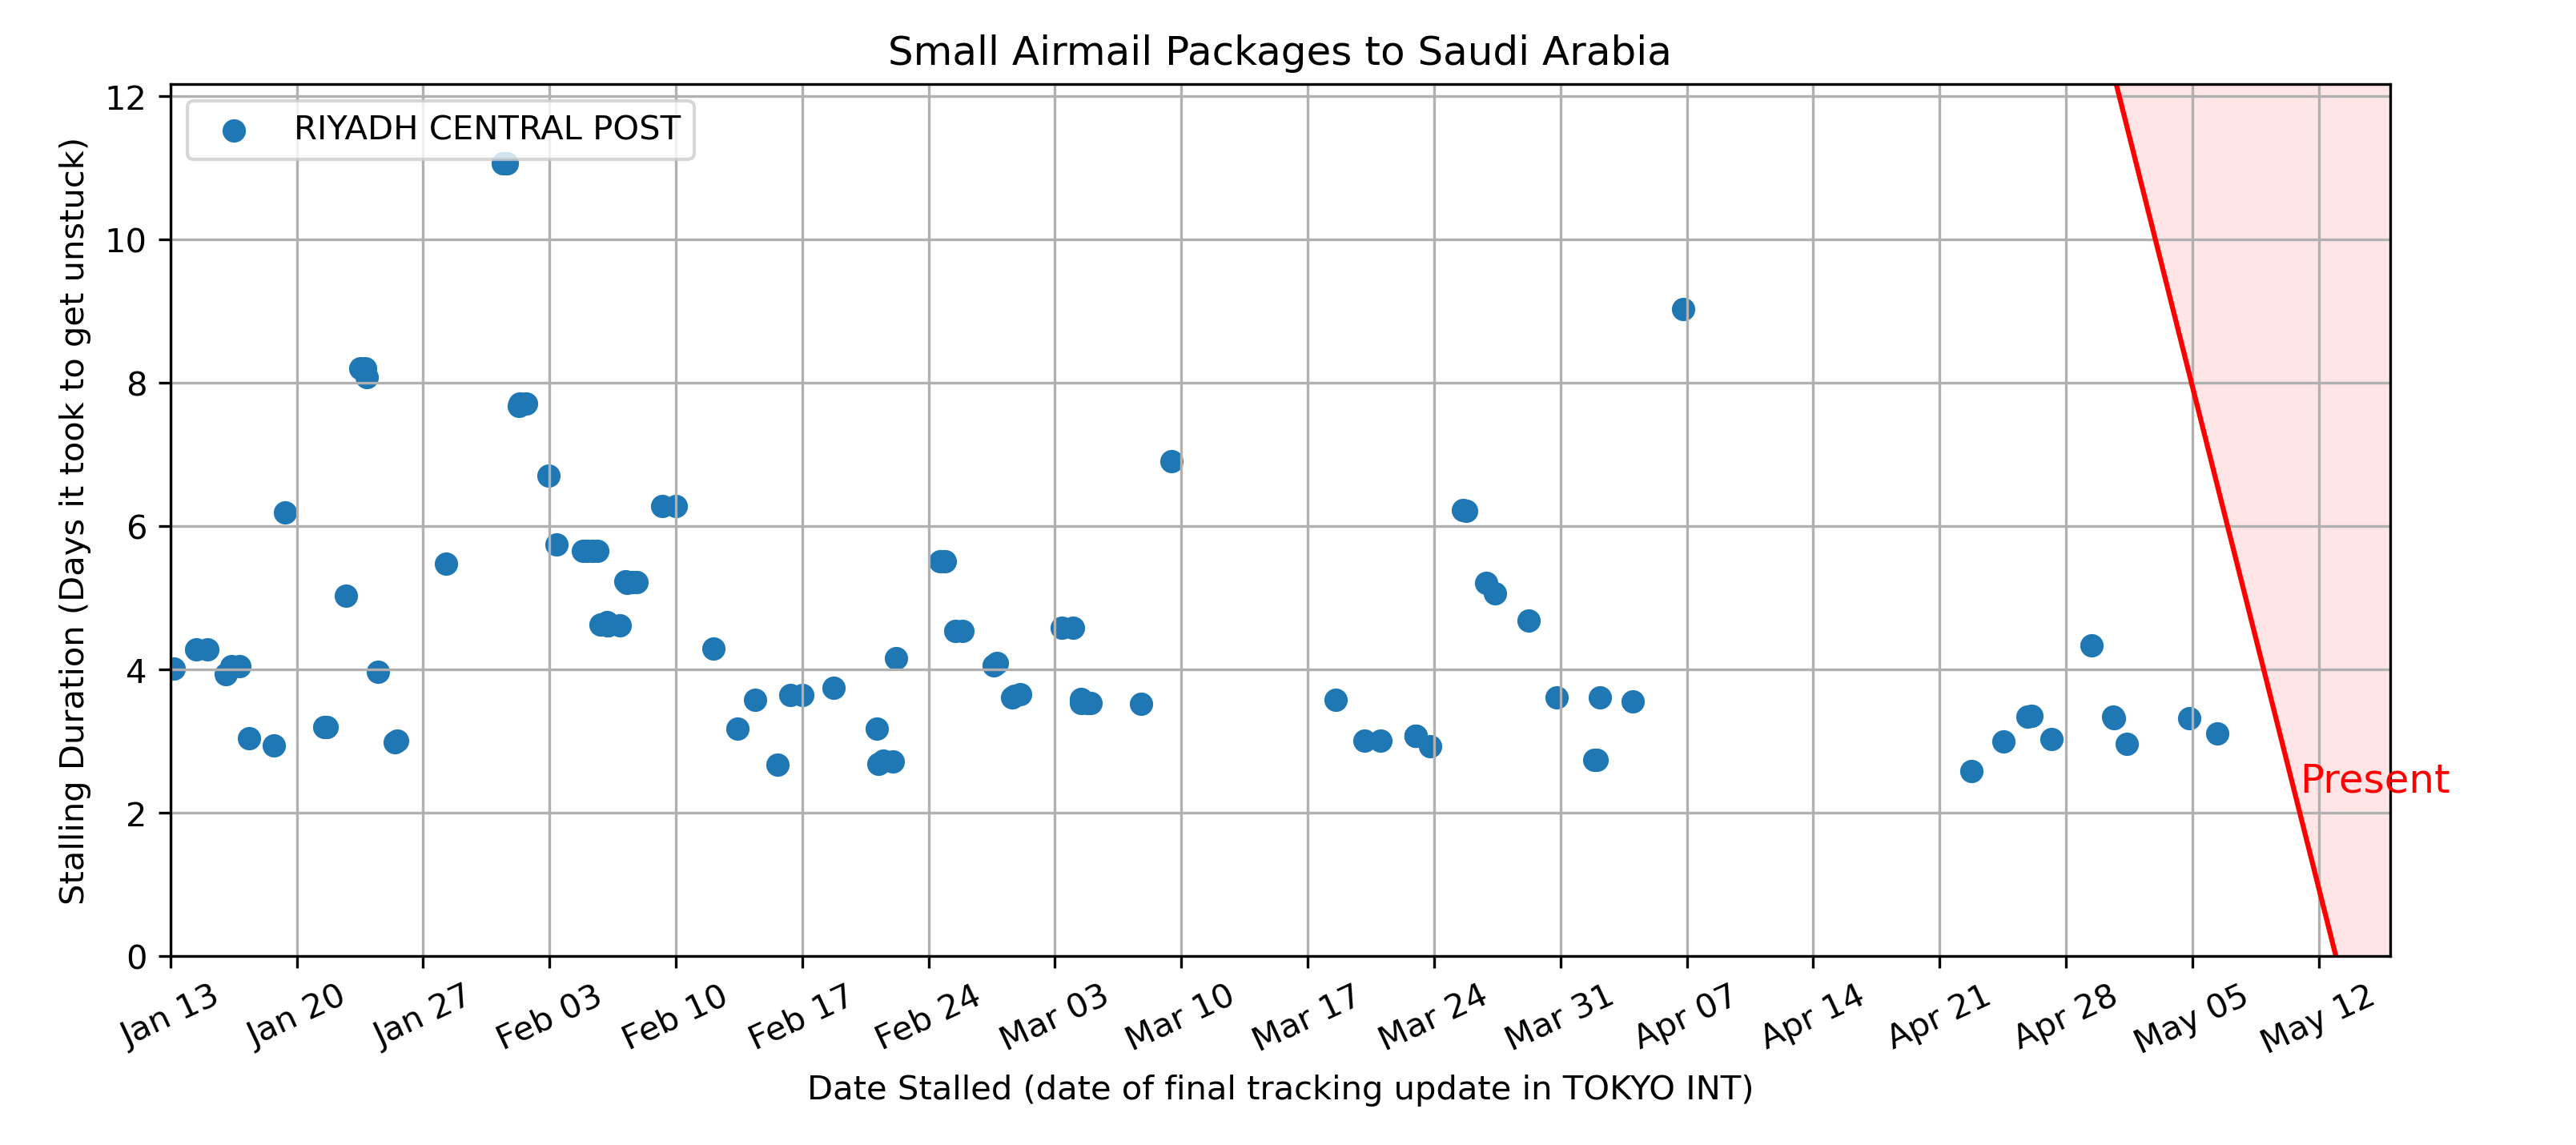 Small Airmail Packages to Saudi Arabia
RIYADH CENTRAL POST
Stalling Duration (Days it took to get unstuck)
12
10
8
6
4
2
0
Present
Jan 13
Jan 20
Jan 27
Feb 03
Feb 10
Feb 17
Feb 24
Mar 03
Mar 10
Mar 17
Mar 24
Mar 31
Apr 07
Apr 14
Apr 21
Apr 28
May 05
May 12
Date Stalled (date of final tracking update in TOKYO INT)